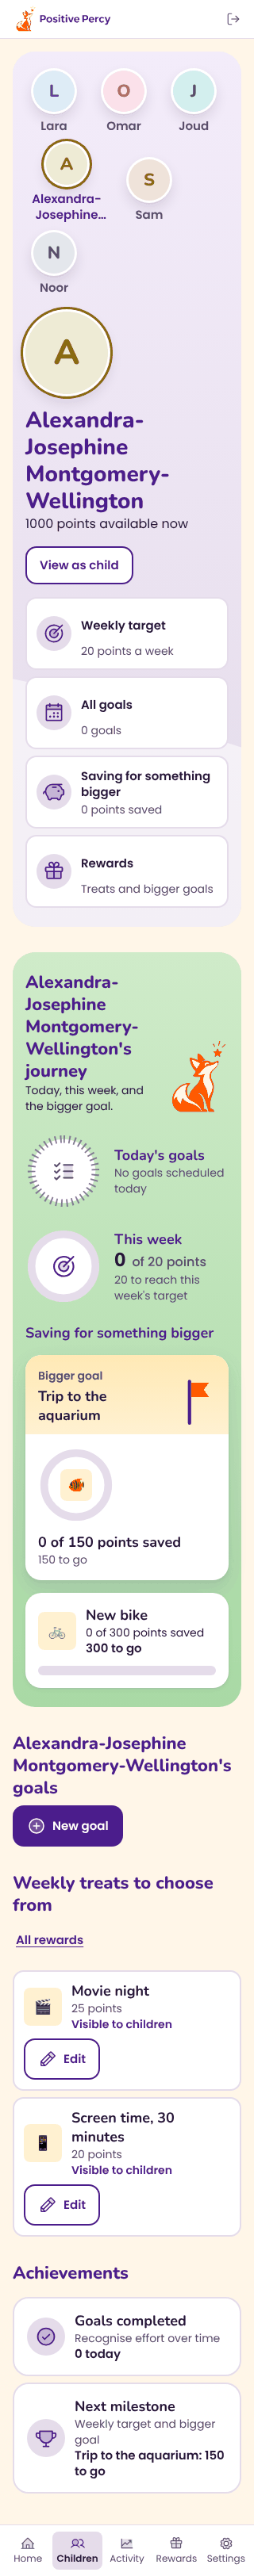 Positive Percy
L
O
J
Lara
Omar
Joud
A
S
Alexandra-
Josephine...
Sam
N
Noor
A
Alexandra-
Josephine
Montgomery-
Wellington
1000 points available now
View as child
Weekly target
20 points a week
All goals
0 goals
Saving for something
bigger
0 points saved
Rewards
Treats and bigger goals
Alexandra-
Josephine
Montgomery-
Wellington's
journey
Today, this week, and
the bigger goal.
Today's goals
No goals scheduled
today
This week
0 of 20 points
20 to reach this
week's target
Saving for something bigger
Bigger goal
Trip to the
aquarium
0 of 150 points saved
150 to go
New bike
0 of 300 points saved
300 to go
Alexandra-Josephine
Montgomery-Wellington's
goals
New goal
Weekly treats to choose
from
All rewards
Movie night
25 points
Visible to children
Edit
Screen time, 30
minutes
20 points
Visible to children
Edit
Achievements
Goals completed
Recognise effort over time
0 today
Next milestone
Weekly target and bigger
goal
Trip to the aquarium: 150
to go
Home
Children
Activity
Rewards
Settings